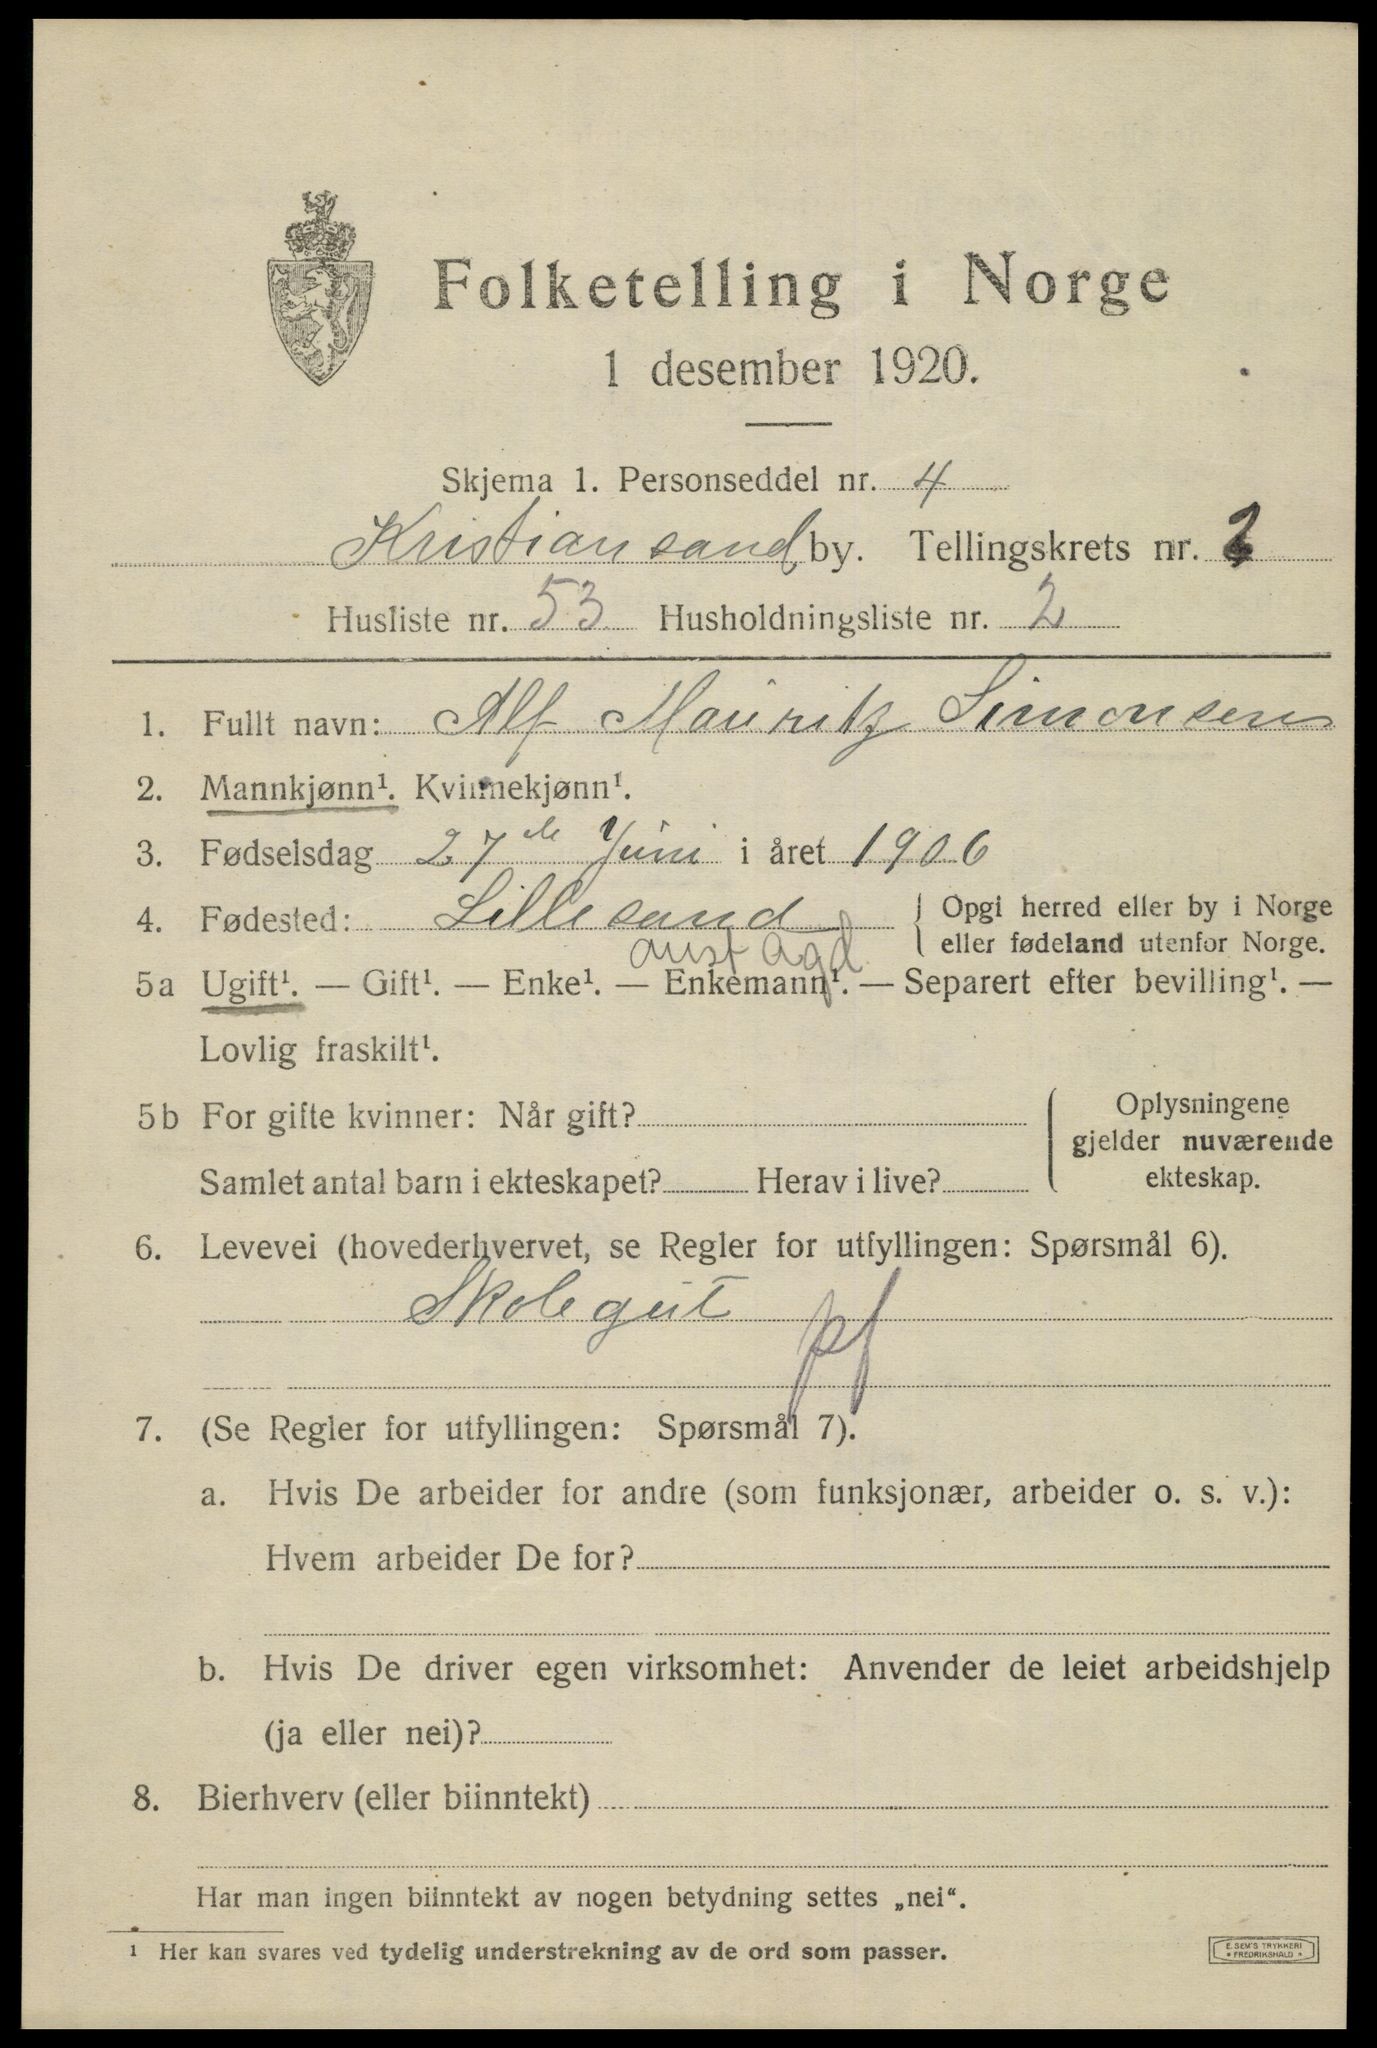 Folketelling i Norge
1 desember 1920.
Skjema 1. Personseddel nr. 4
Kristiansand by. Tellingskrets nr.
Husliste nr. 53 Husholdningsliste nr. 2
1. Fullt navn: Alf Mauritz Simonsen
2. Mannkjønn¹. Kvinnekjønn¹.
3. Fødselsdag 27de Juni i året 1906
4. Fødested: Lillesand { Opgi herred eller by i Norge
eller fødeland utenfor Norge.
aust Agd.
5a Ugift¹. — Gift¹. — Enke¹. — Enkemann¹. — Separert efter bevilling¹. —
Lovlig fraskilt¹.
5b For gifte kvinner: Når gift?
Samlet antal barn i ekteskapet? Herav i live?
Oplysningene
gjelder nuværende
ekteskap.
6. Levevei (hovederhvervet, se Regler for utfyllingen: Spørsmål 6).
Skolegut pf
7. (Se Regler for utfyllingen: Spørsmål 7).
a. Hvis De arbeider for andre (som funksjonær, arbeider o. s. v.):
Hvem arbeider De for?
b. Hvis De driver egen virksomhet: Anvender de leiet arbeidshjelp
(ja eller nei)?
8. Bierhverv (eller biinntekt)
Har man ingen biinntekt av nogen betydning settes „nei“.
1 Her kan svares ved tydelig understrekning av de ord som passer.
E. SEM'S TRYKKERI
FREDRIKSHALD